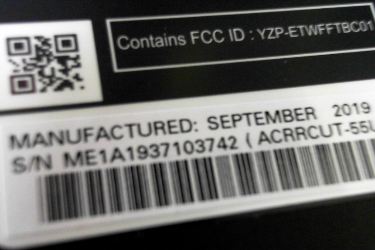 Contains FCC ID : YZP-ETWFFTBC01
MANUFACTURED: SEPTEMBER 2019
S/N ME1A1937103742 ( ACRRCUT-55U